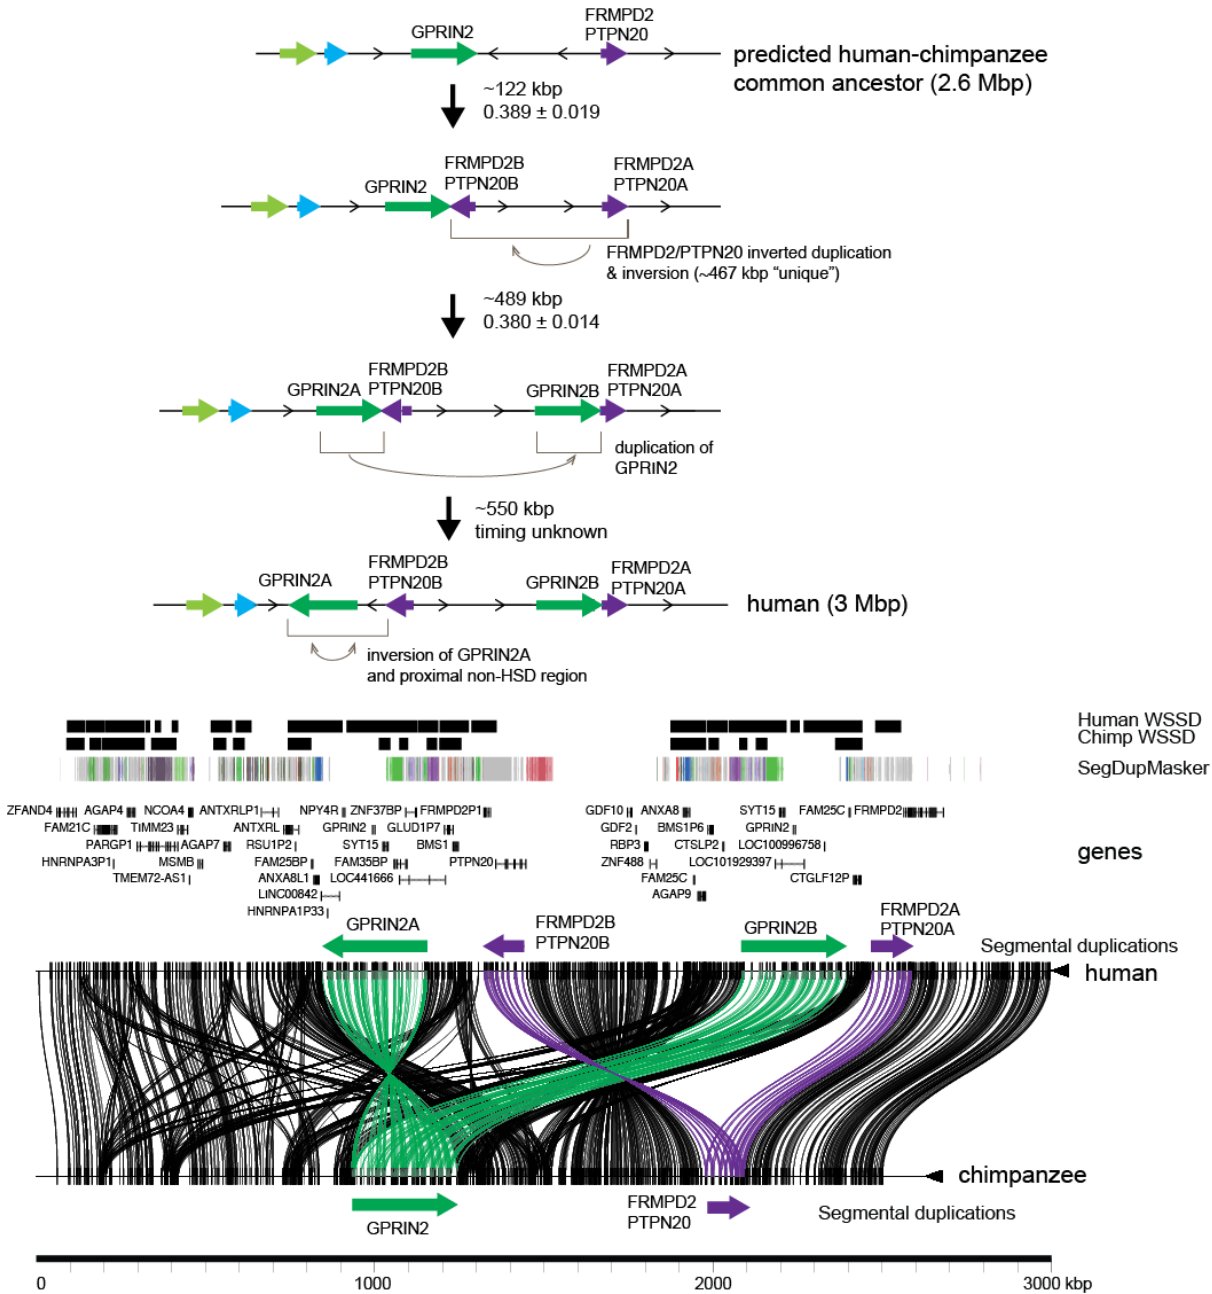 GPRIN2
FRMPD2
PTPN20
predicted human-chimpanzee
common ancestor (2.6 Mbp)
~122 kbp
0.389 ± 0.019
GPRIN2
FRMPD2B
PTPN20B
FRMPD2A
PTPN20A
FRMPD2/PTPN20 inverted duplication
& inversion (~467 kbp “unique”)
~489 kbp
0.380 ± 0.014
GPRIN2A
FRMPD2B
PTPN20B
GPRIN2B
FRMPD2A
PTPN20A
duplication of
GPRIN2
~550 kbp
timing unknown
GPRIN2A
FRMPD2B
PTPN20B
GPRIN2B
FRMPD2A
PTPN20A
human (3 Mbp)
inversion of GPRIN2A
and proximal non-HSD region
Human WSSD
Chimp WSSD
SegDupMasker
ZFAND4 AGAP4 NCOA4 ANTXRLP1 NPY4R ZNF37BP FRMPD2P1 GDF10 ANXA8 SYT15 FAM25C FRMPD2
FAM21C TIMM23 ANTXRL GPRIN2 GLUD1P7 GDF2 BMS1P6 GPRIN2 LOC100996758
PARGP1 AGAP7 RSU1P2 SYT15 BMS1 RBP3 CTSLP2
HNRNPA3P1 MSMB FAM25BP FAM35BP PTPN20 ZNF488 LOC101929397
TMEM72-AS1 ANXA8L1 LOC441666 FAM25C CTGLF12P
LINC00842 AGAP9
HNRNPA1P33
genes
GPRIN2A
FRMPD2B
PTPN20B
GPRIN2B
FRMPD2A
PTPN20A
Segmental duplications
human
chimpanzee
GPRIN2
FRMPD2
PTPN20
Segmental duplications
0 1000 2000 3000 kbp